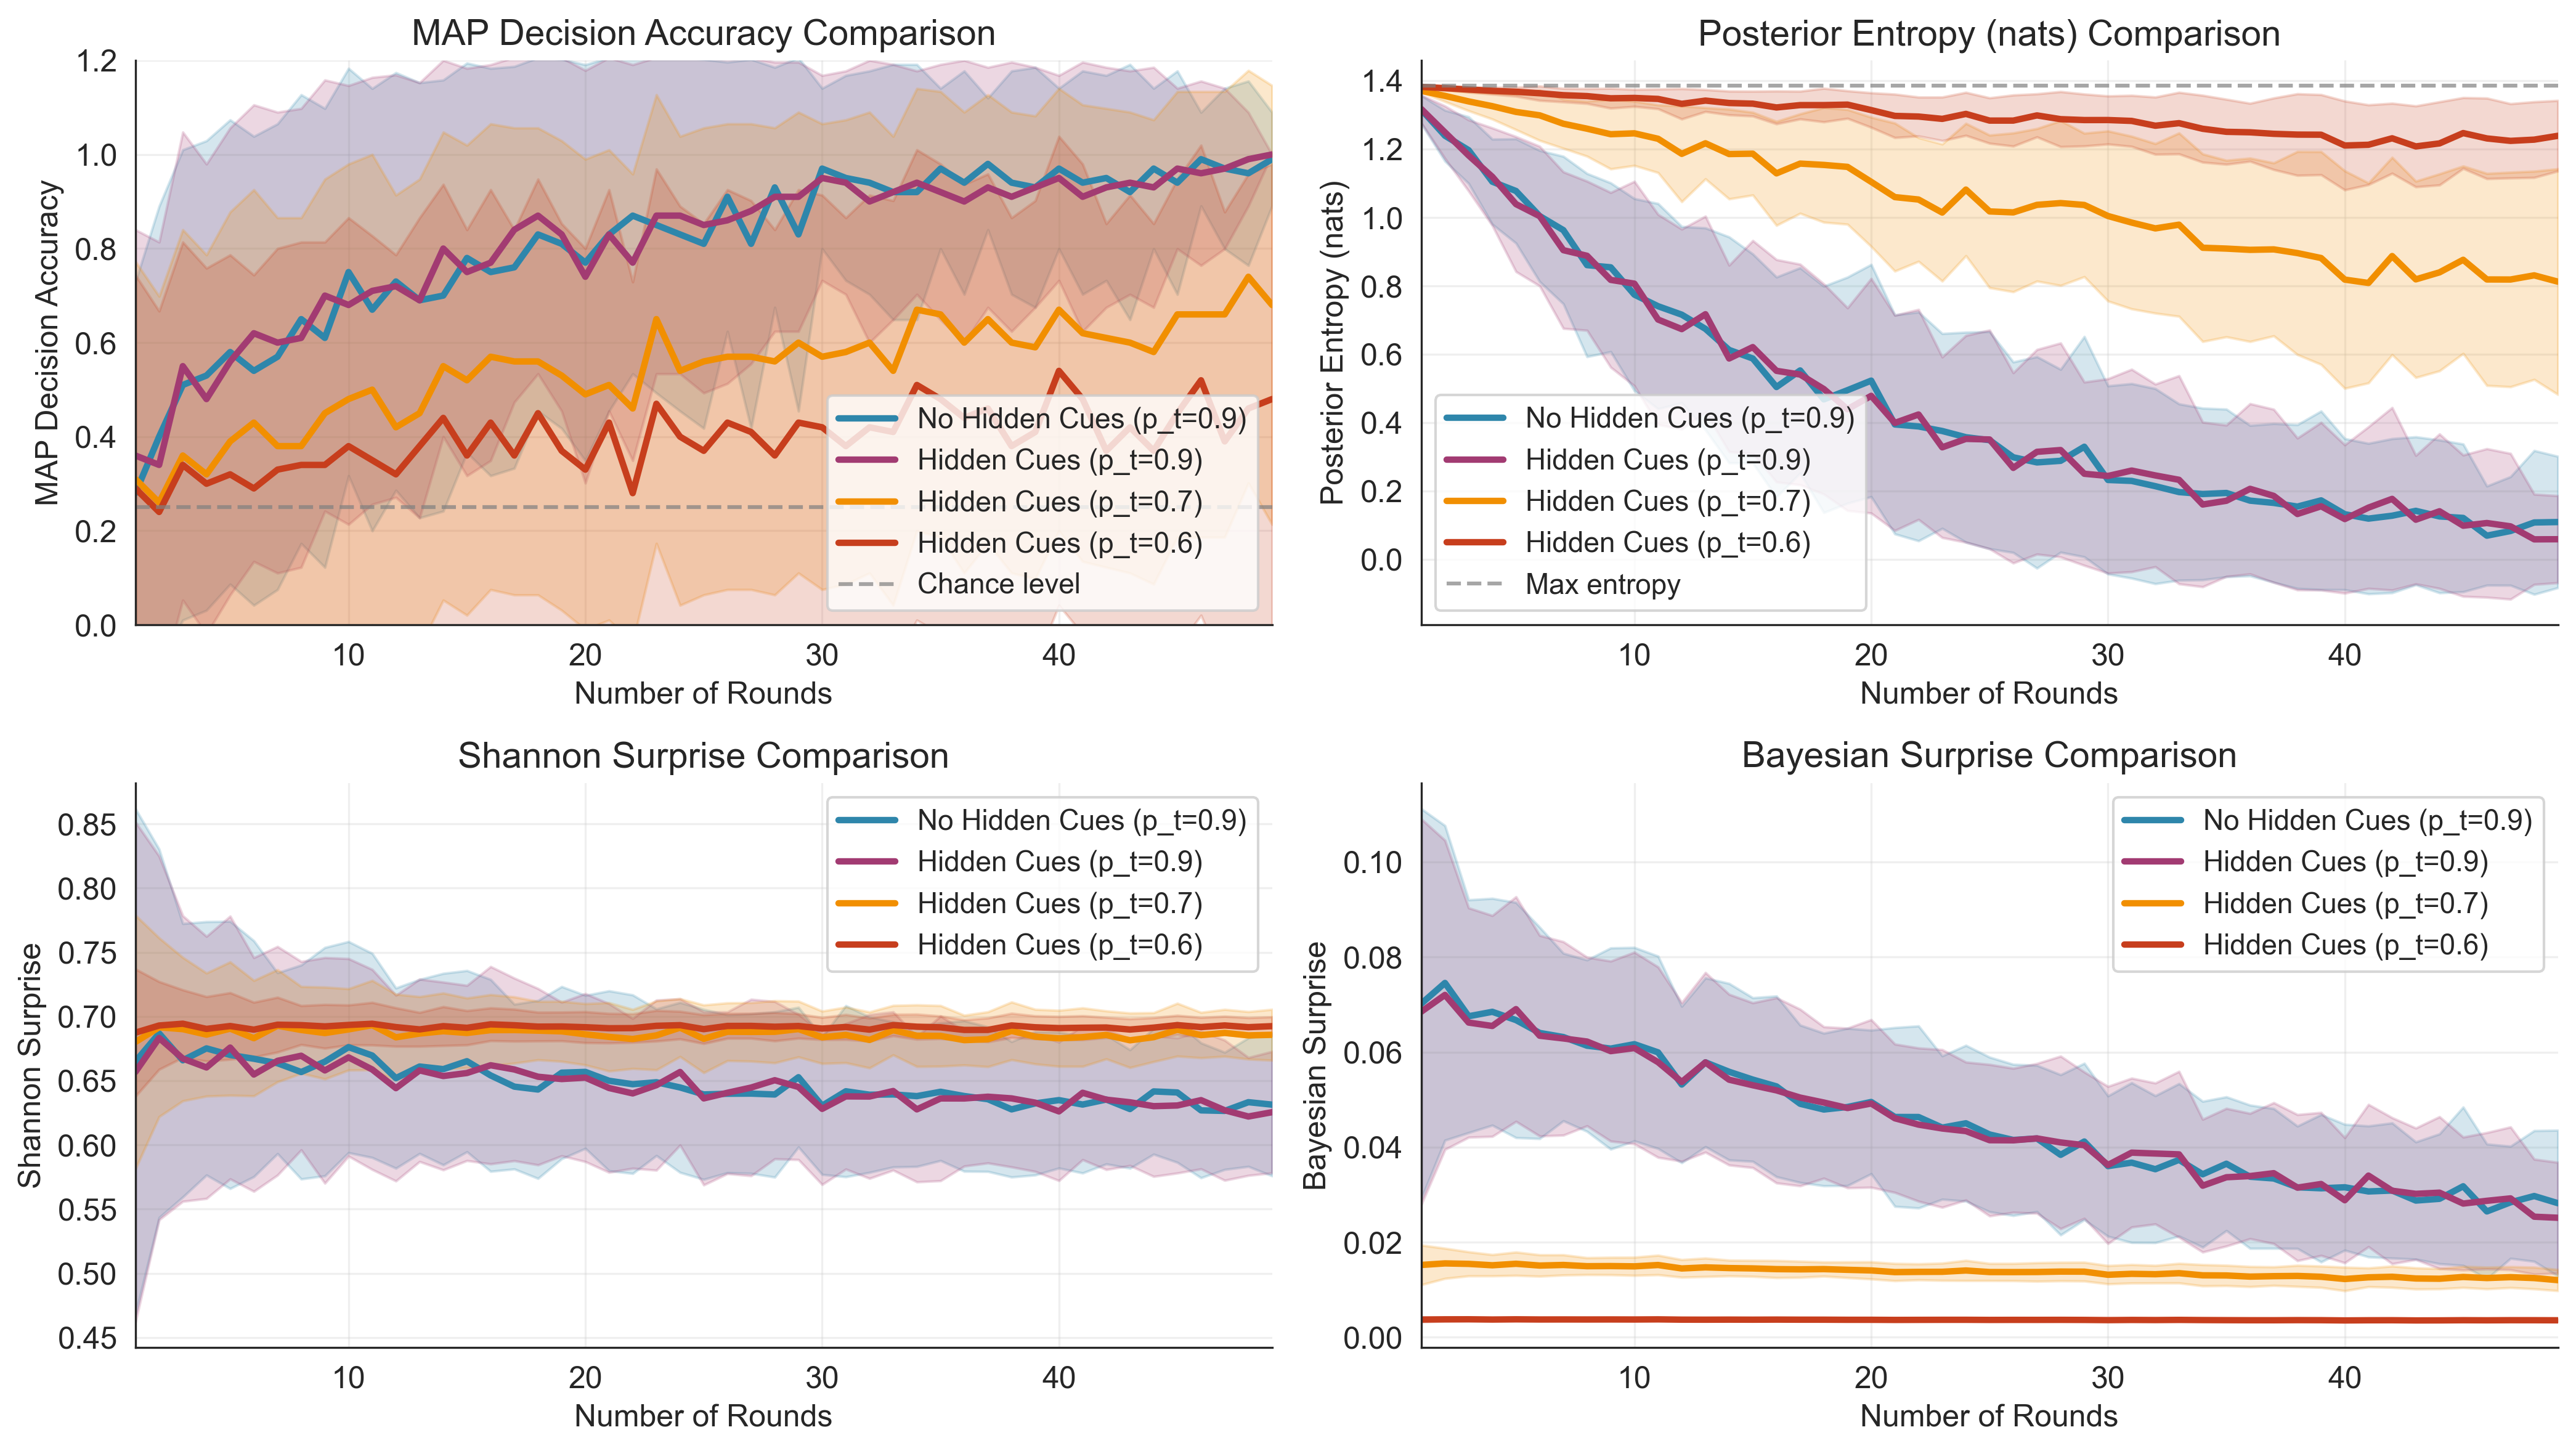 MAP Decision Accuracy Comparison
MAP Decision Accuracy
1.2
1.0
0.8
0.6
0.4
0.2
0.0
No Hidden Cues (p_t=0.9)
Hidden Cues (p_t=0.9)
Hidden Cues (p_t=0.7)
Hidden Cues (p_t=0.6)
Chance level
10 20 30 40
Number of Rounds
Posterior Entropy (nats) Comparison
Posterior Entropy (nats)
1.4
1.2
1.0
0.8
0.6
0.4
0.2
0.0
No Hidden Cues (p_t=0.9)
Hidden Cues (p_t=0.9)
Hidden Cues (p_t=0.7)
Hidden Cues (p_t=0.6)
Max entropy
10 20 30 40
Number of Rounds
Shannon Surprise Comparison
Shannon Surprise
0.85
0.80
0.75
0.70
0.65
0.60
0.55
0.50
0.45
No Hidden Cues (p_t=0.9)
Hidden Cues (p_t=0.9)
Hidden Cues (p_t=0.7)
Hidden Cues (p_t=0.6)
10 20 30 40
Number of Rounds
Bayesian Surprise Comparison
Bayesian Surprise
0.10
0.08
0.06
0.04
0.02
0.00
No Hidden Cues (p_t=0.9)
Hidden Cues (p_t=0.9)
Hidden Cues (p_t=0.7)
Hidden Cues (p_t=0.6)
10 20 30 40
Number of Rounds